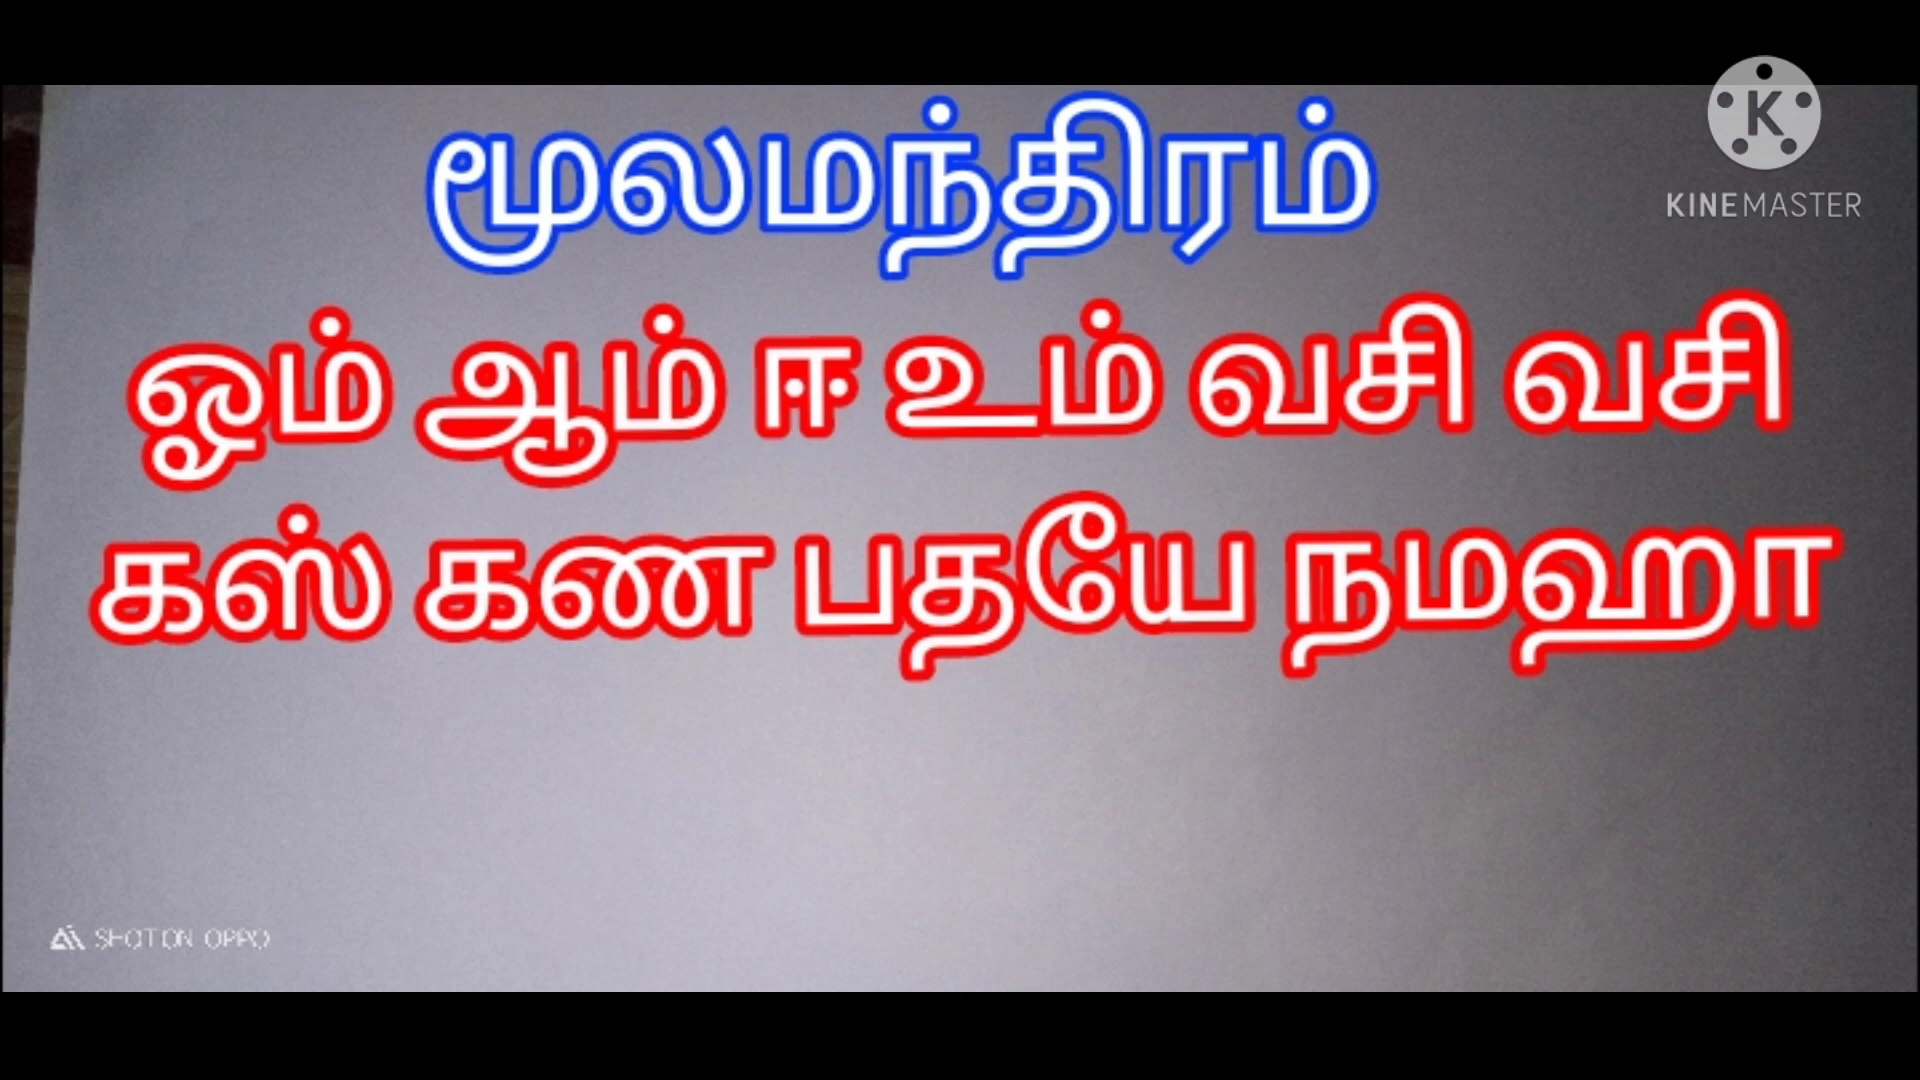 மூலமந்திரம்
ஓம் ஆம் ஈ உம் வசி வசி
கஸ் கண பதயே நமஹா
KINEMASTER
SHOT ON OPPO